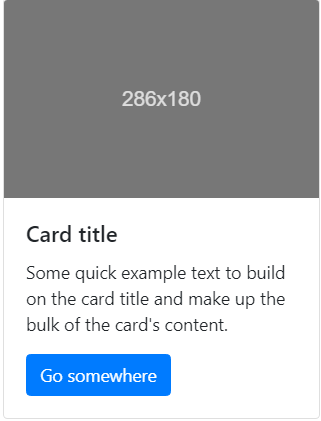 286x180
Card title
Some quick example text to build
on the card title and make up the
bulk of the card's content.
Go somewhere